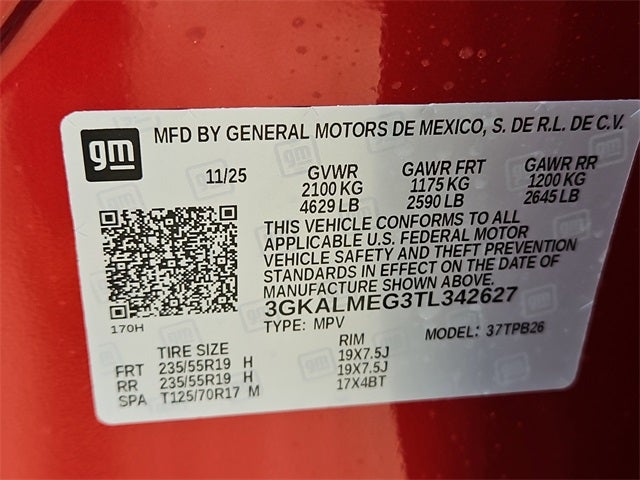 gm
MFD BY GENERAL MOTORS DE MEXICO, S. DE R.L. DE C.V.
11/25 GVWR GAWR FRT GAWR RR
2100 KG 1175 KG 1200 KG
4629 LB 2590 LB 2645 LB
THIS VEHICLE CONFORMS TO ALL
APPLICABLE U.S. FEDERAL MOTOR
VEHICLE SAFETY AND THEFT PREVENTION
STANDARDS IN EFFECT ON THE DATE OF
MANUFACTURE SHOWN ABOVE.
3GKALMEG3TL342627
170H
TYPE: MPV MODEL: 37TPB26
TIRE SIZE RIM
FRT 235/55R19 H 19X7.5J
RR 235/55R19 H 19X7.5J
SPA T125/70R17 M 17X4BT